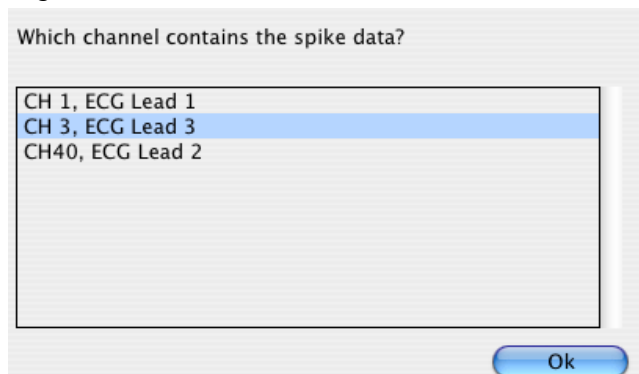 Which channel contains the spike data?
CH 1, ECG Lead 1
CH 3, ECG Lead 3
CH40, ECG Lead 2
Ok